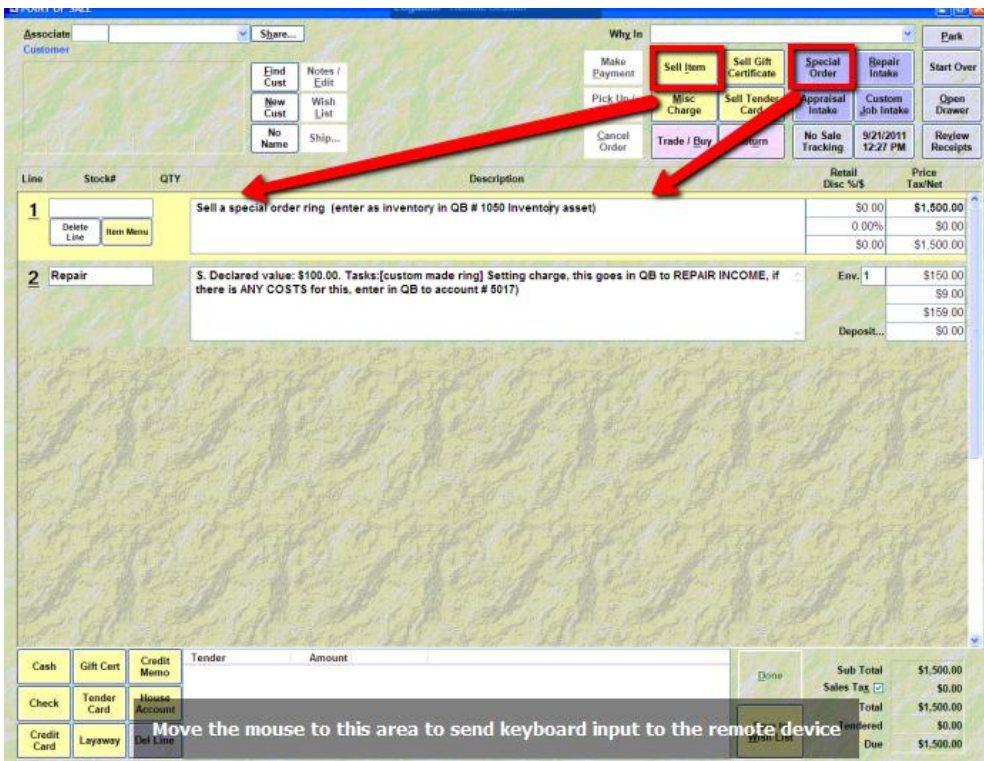 POINT OF SALE
Associate
Share...
Why In
Park
Customer
Find Cust
Notes / Edit
Make Payment
Sell Item
Sell Gift Certificate
Special Order
Repair Intake
Start Over
New Cust
Wish List
Pick Up /
Misc Charge
Sell Tender Card
Appraisal Intake
Custom Job Intake
Open Drawer
No Name
Ship...
Cancel Order
Trade / Buy
No Sale Tracking
9/21/2011 12:27 PM
Review Receipts
Line Stock# QTY Description Retail Disc %/$ Price Tax/Net
1
Delete Line
Item Menu
Sell a special order ring (enter as inventory in QB # 1050 Inventory asset)
$0.00 $1,500.00
0.00% $0.00
$0.00 $1,500.00
2 Repair
S. Declared value: $100.00. Tasks:[custom made ring] Setting charge, this goes in QB to REPAIR INCOME, if
there is ANY COSTS for this, enter in QB to account # 5017)
Env. 1 $150.00
$9.00
$159.00
Deposit... $0.00
Cash
Gift Cert
Credit Memo
Tender Amount
Done
Sub Total $1,500.00
Sales Tax $0.00
Check
Tender Card
House Account
Total $1,500.00
Move the mouse to this area to send keyboard input to the remote device
Tendered $0.00
Credit Card
Layaway
Del Line
Wish List
Due $1,500.00